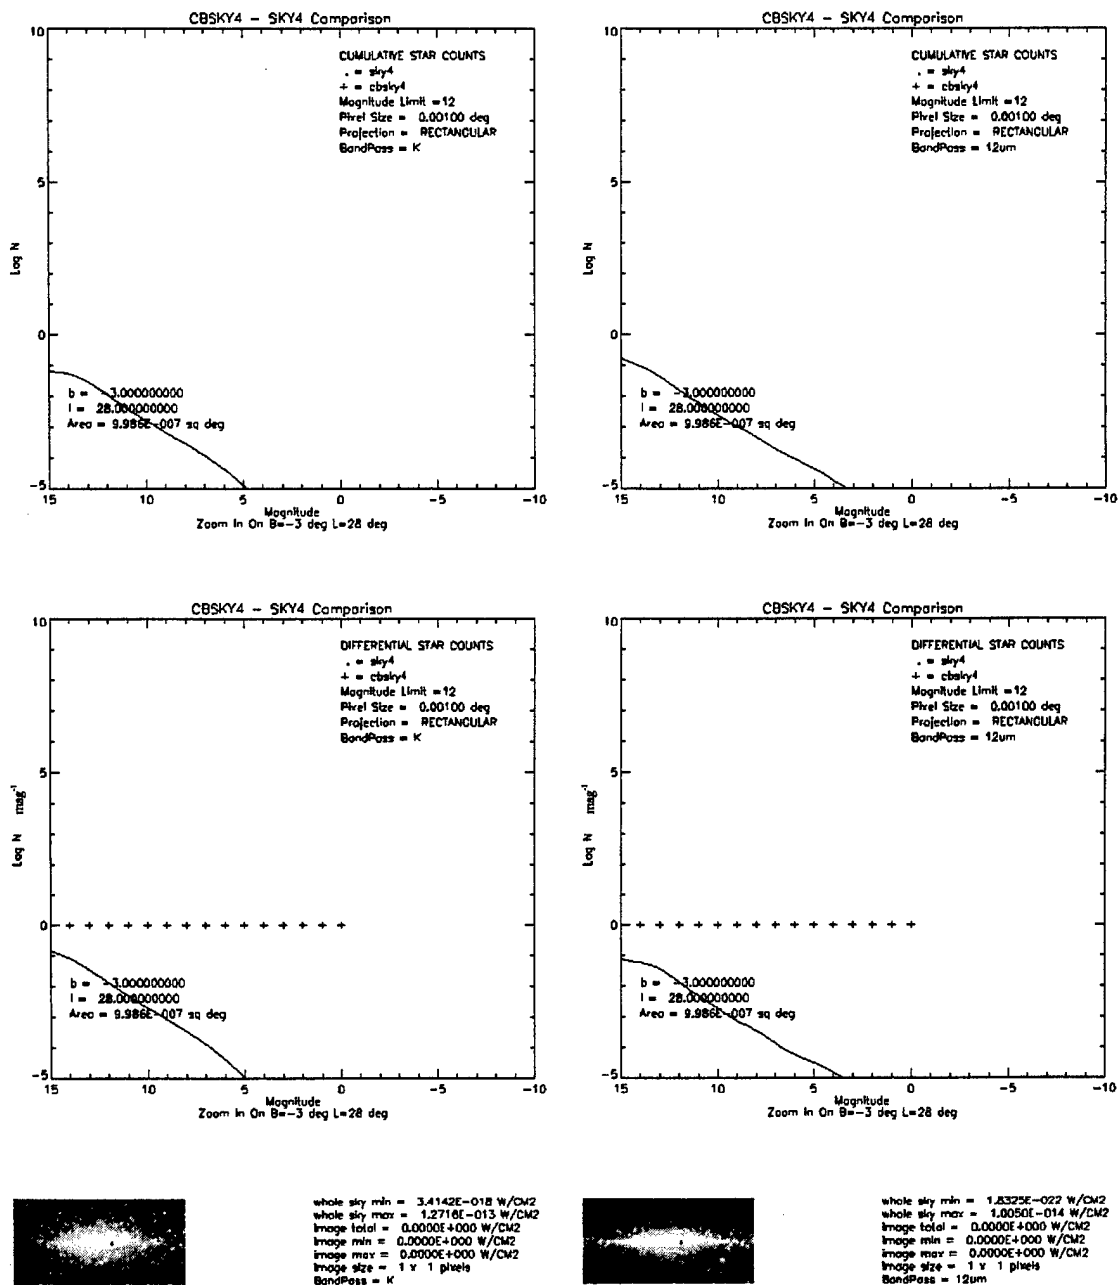 CBSKY4 - SKY4 Comparison
10
CUMULATIVE STAR COUNTS
. = sky4
+ = cbsky4
Magnitude Limit =12
Pixel Size = 0.00100 deg
Projection = RECTANGULAR
BandPass = K
5
Log N
0
b = -3.000000000
l = 28.000000000
Area = 9.986E-007 sq deg
-5
15 10 5 0 -5 -10
Magnitude
Zoom In On B=-3 deg L=28 deg
CBSKY4 - SKY4 Comparison
10
CUMULATIVE STAR COUNTS
. = sky4
+ = cbsky4
Magnitude Limit =12
Pixel Size = 0.00100 deg
Projection = RECTANGULAR
BandPass = 12um
5
Log N
0
b = -3.000000000
l = 28.000000000
Area = 9.986E-007 sq deg
-5
15 10 5 0 -5 -10
Magnitude
Zoom In On B=-3 deg L=28 deg
CBSKY4 - SKY4 Comparison
10
DIFFERENTIAL STAR COUNTS
. = sky4
+ = cbsky4
Magnitude Limit =12
Pixel Size = 0.00100 deg
Projection = RECTANGULAR
BandPass = K
5
Log N mag⁻¹
0
b = -3.000000000
l = 28.000000000
Area = 9.986E-007 sq deg
-5
15 10 5 0 -5 -10
Magnitude
Zoom In On B=-3 deg L=28 deg
CBSKY4 - SKY4 Comparison
10
DIFFERENTIAL STAR COUNTS
. = sky4
+ = cbsky4
Magnitude Limit =12
Pixel Size = 0.00100 deg
Projection = RECTANGULAR
BandPass = 12um
5
Log N mag⁻¹
0
b = -3.000000000
l = 28.000000000
Area = 9.986E-007 sq deg
-5
15 10 5 0 -5 -10
Magnitude
Zoom In On B=-3 deg L=28 deg
whole sky min = 3.4142E-018 W/CM2
whole sky max = 1.2716E-013 W/CM2
Image total = 0.0000E+000 W/CM2
Image min = 0.0000E+000 W/CM2
image max = 0.0000E+000 W/CM2
Image size = 1 x 1 pixels
BandPass = K
whole sky min = 1.8325E-022 W/CM2
whole sky max = 1.0050E-014 W/CM2
Image total = 0.0000E+000 W/CM2
Image min = 0.0000E+000 W/CM2
image max = 0.0000E+000 W/CM2
Image size = 1 x 1 pixels
BandPass = 12um